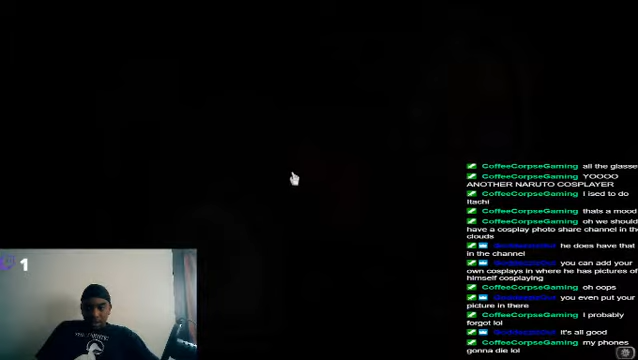 CoffeeCorpseGaming all the glasse
CoffeeCorpseGaming YOOOO
ANOTHER NARUTO COSPLAYER
CoffeeCorpseGaming I ised to do
Itachi
CoffeeCorpseGaming thats a mood
CoffeeCorpseGaming oh we should
have a cosplay photo share channel in the
clouds
he does have that
in the channel
you can add your
own cosplays in where he has pictures of
himself cosplaying
CoffeeCorpseGaming oh oops
you even put your
picture in there
CoffeeCorpseGaming I probably
forgot lol
it's all good
CoffeeCorpseGaming my phones
gonna die lol
1